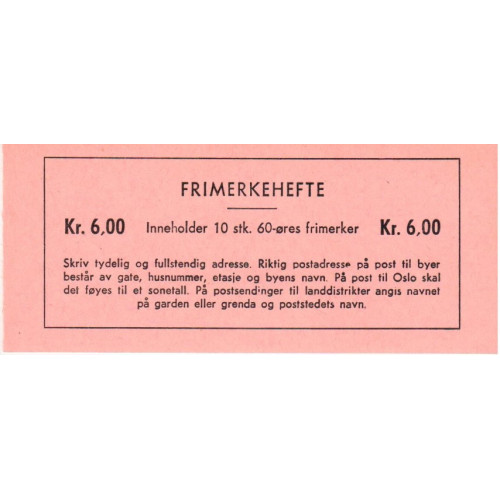 FRIMERKEHEFTE
Kr. 6,00 Inneholder 10 stk. 60-øres frimerker Kr. 6,00
Skriv tydelig og fullstendig adresse. Riktig postadresse på post til byer
består av gate, husnummer, etasje og byens navn. På post til Oslo skal
det føyes til et sonetall. På postsendinger til landdistrikter angis navnet
på garden eller grenda og poststedets navn.